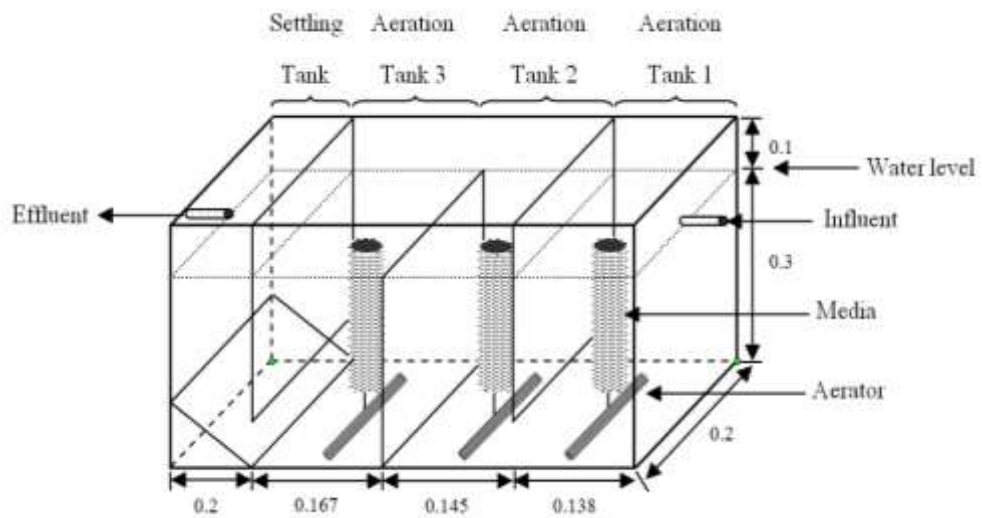 Settling Aeration Aeration Aeration
Tank Tank 3 Tank 2 Tank 1
0.1
Water level
Effluent
Influent
0.3
Media
Aerator
0.2
0.2 0.167 0.145 0.138